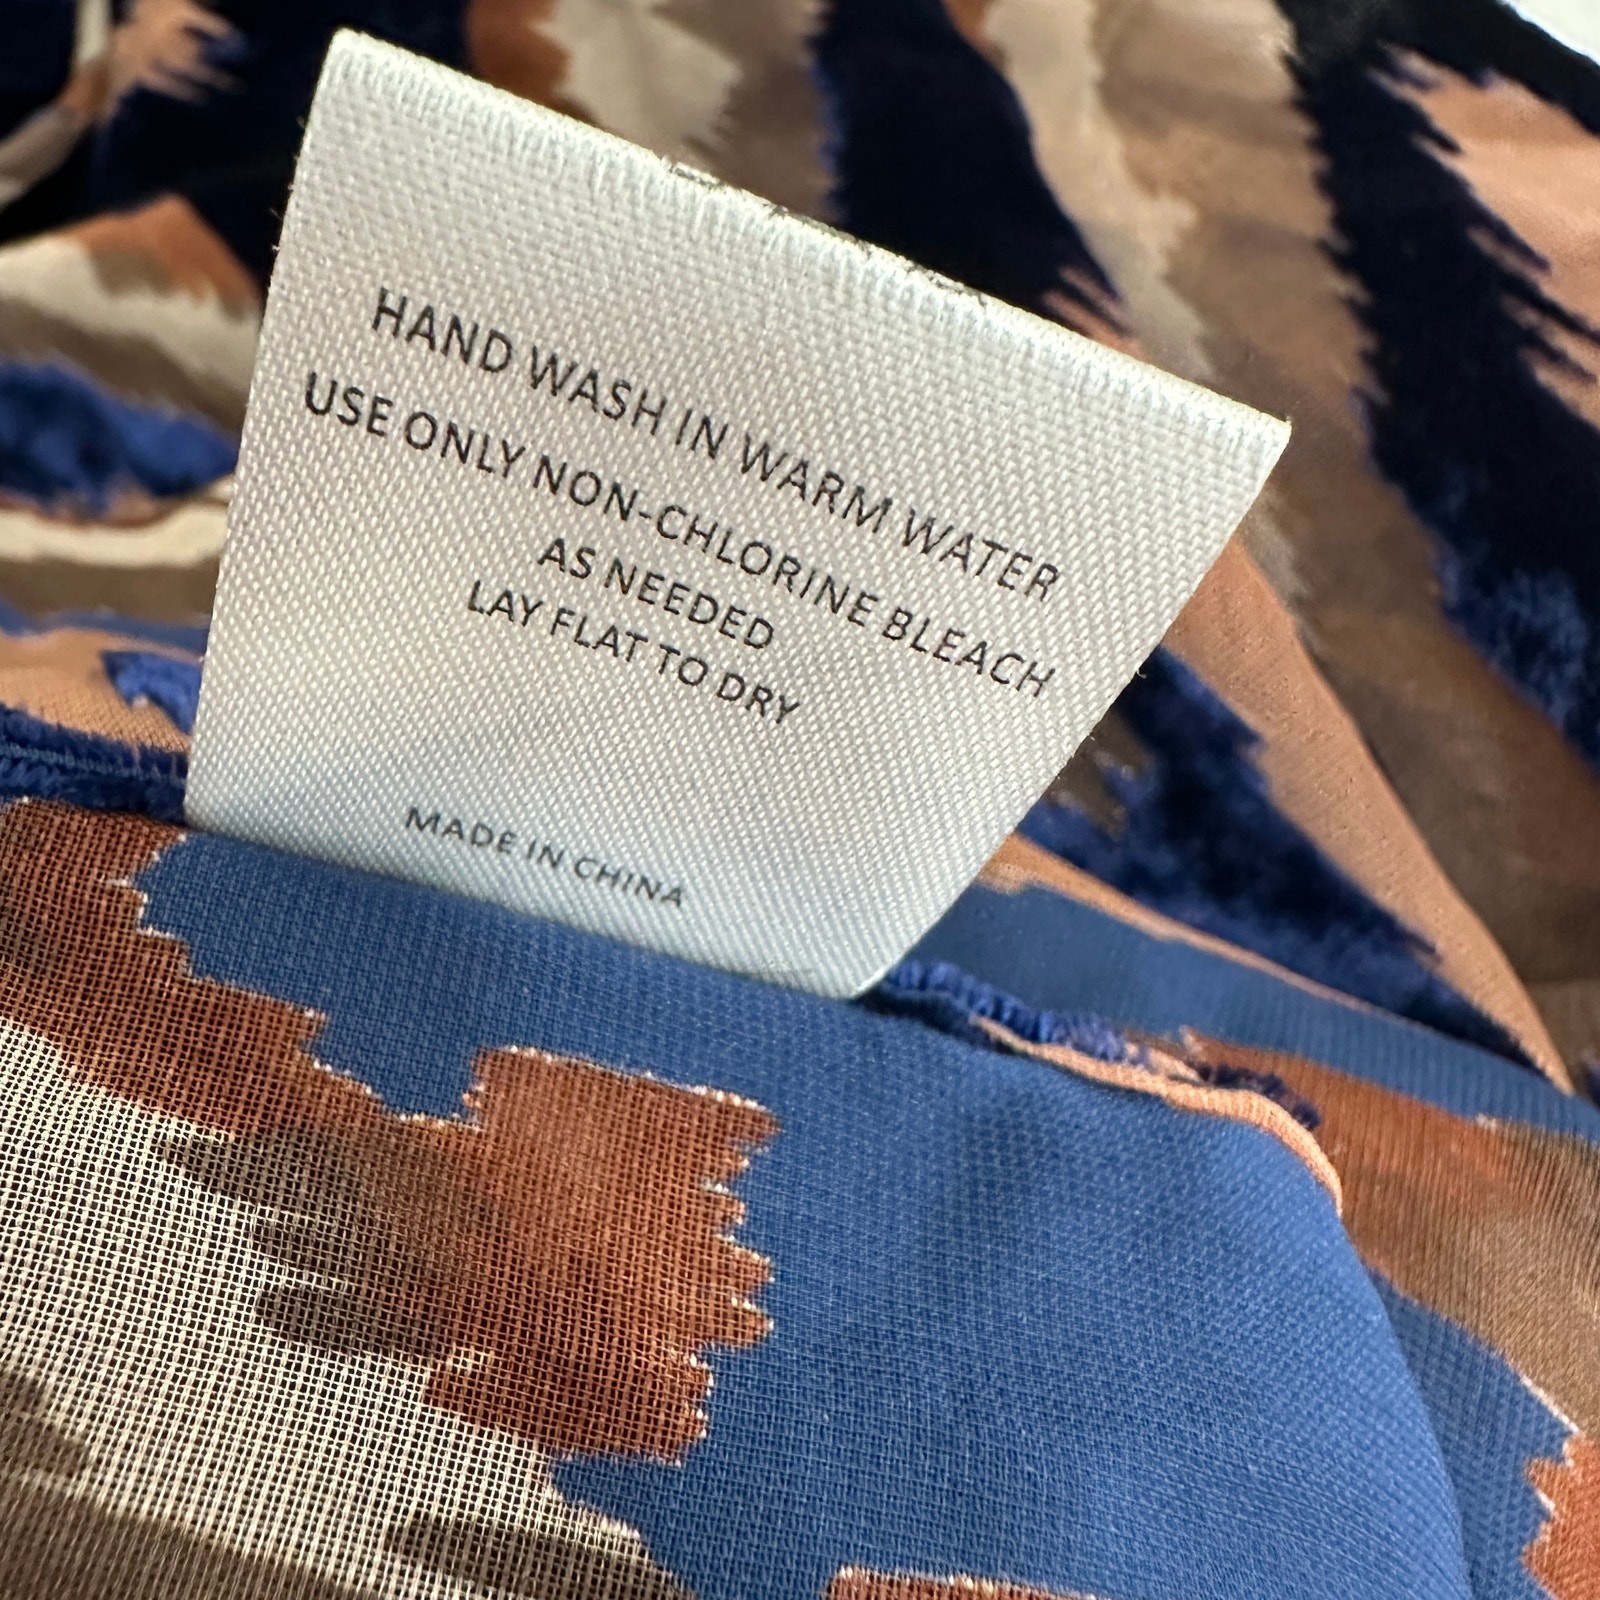 HAND WASH IN WARM WATER
USE ONLY NON-CHLORINE BLEACH
AS NEEDED
LAY FLAT TO DRY
MADE IN CHINA